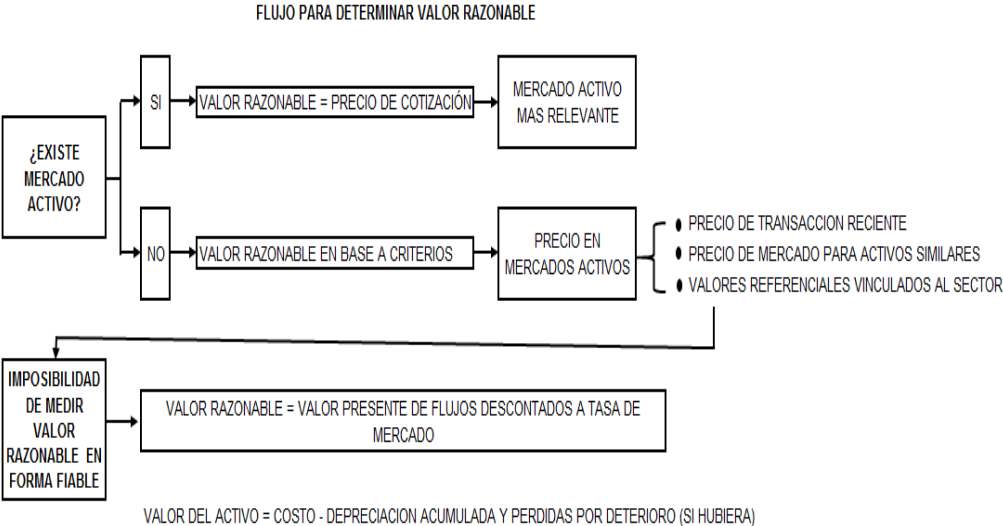 FLUJO PARA DETERMINAR VALOR RAZONABLE
¿EXISTE
MERCADO
ACTIVO?
SI
VALOR RAZONABLE = PRECIO DE COTIZACIÓN
MERCADO ACTIVO
MAS RELEVANTE
NO
VALOR RAZONABLE EN BASE A CRITERIOS
PRECIO EN
MERCADOS ACTIVOS
● PRECIO DE TRANSACCION RECIENTE
● PRECIO DE MERCADO PARA ACTIVOS SIMILARES
● VALORES REFERENCIALES VINCULADOS AL SECTOR
IMPOSIBILIDAD
DE MEDIR
VALOR
RAZONABLE EN
FORMA FIABLE
VALOR RAZONABLE = VALOR PRESENTE DE FLUJOS DESCONTADOS A TASA DE
MERCADO
VALOR DEL ACTIVO = COSTO - DEPRECIACION ACUMULADA Y PERDIDAS POR DETERIORO (SI HUBIERA)